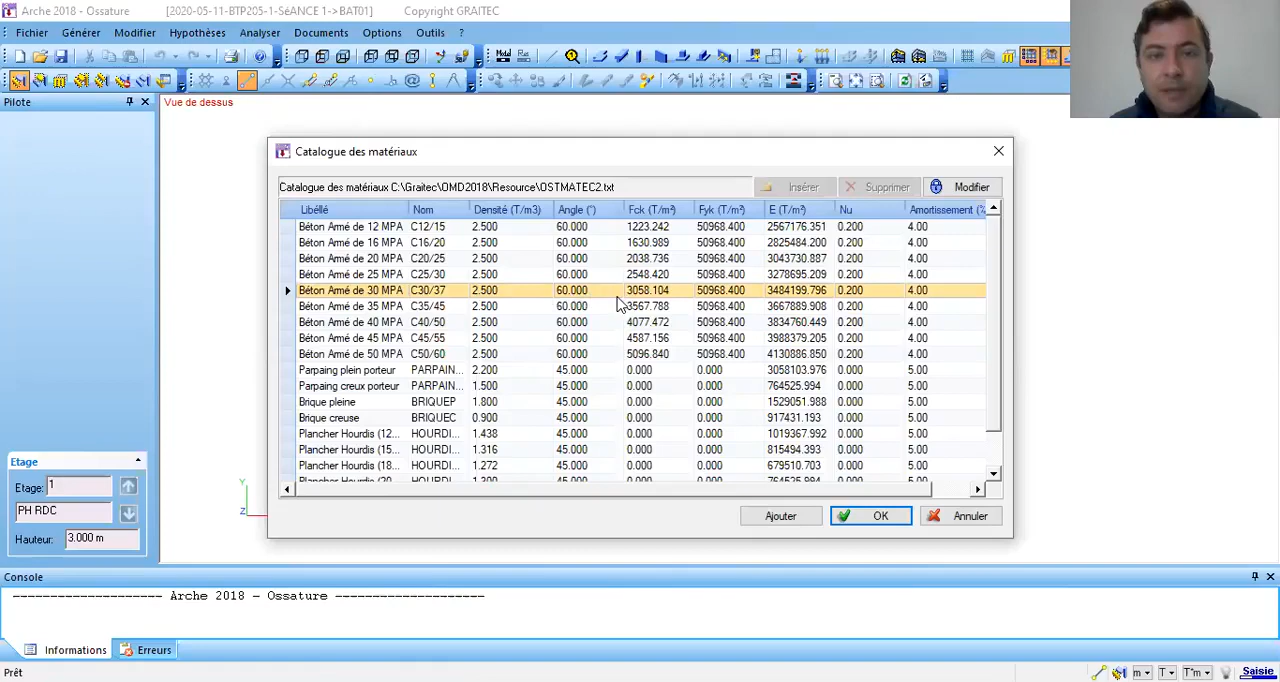 Arche 2018 - Ossature [2020-05-11-BTP205-1-SéANCE 1->BAT01] Copyright GRAITEC
Fichier Générer Modifier Hypothèses Analyser Documents Options Outils ?
Pilote
Vue de dessus
Catalogue des matériaux
Catalogue des matériaux C:\Graitec\OMD2018\Resource\OSTMATEC2.txt Insérer Supprimer Modifier
Libéllé Nom Densité (T/m3) Angle (°) Fck (T/m²) Fyk (T/m²) E (T/m²) Nu Amortissement (%
Béton Armé de 12 MPA C12/15 2.500 60.000 1223.242 50968.400 2567176.351 0.200 4.00
Béton Armé de 16 MPA C16/20 2.500 60.000 1630.989 50968.400 2825484.200 0.200 4.00
Béton Armé de 20 MPA C20/25 2.500 60.000 2038.736 50968.400 3043730.887 0.200 4.00
Béton Armé de 25 MPA C25/30 2.500 60.000 2548.420 50968.400 3278695.209 0.200 4.00
Béton Armé de 30 MPA C30/37 2.500 60.000 3058.104 50968.400 3484199.796 0.200 4.00
Béton Armé de 35 MPA C35/45 2.500 60.000 3567.788 50968.400 3667889.908 0.200 4.00
Béton Armé de 40 MPA C40/50 2.500 60.000 4077.472 50968.400 3834760.449 0.200 4.00
Béton Armé de 45 MPA C45/55 2.500 60.000 4587.156 50968.400 3988379.205 0.200 4.00
Béton Armé de 50 MPA C50/60 2.500 60.000 5096.840 50968.400 4130886.850 0.200 4.00
Parpaing plein porteur PARPAIN... 2.200 45.000 0.000 0.000 3058103.976 0.000 5.00
Parpaing creux porteur PARPAIN... 1.500 45.000 0.000 0.000 764525.994 0.000 5.00
Brique pleine BRIQUEP 1.800 45.000 0.000 0.000 1529051.988 0.000 5.00
Brique creuse BRIQUEC 0.900 45.000 0.000 0.000 917431.193 0.000 5.00
Plancher Hourdis (12... HOURDI... 1.438 45.000 0.000 0.000 1019367.992 0.000 5.00
Plancher Hourdis (15... HOURDI... 1.316 45.000 0.000 0.000 815494.393 0.000 5.00
Plancher Hourdis (18... HOURDI... 1.272 45.000 0.000 0.000 679510.703 0.000 5.00
Plancher Hourdis (20 HOURDI... 1.300 45.000 0.000 0.000 764525.994 0.000 5.00
Ajouter OK Annuler
Etage
Etage: 1
PH RDC
Hauteur: 3.000 m
Y
Z
Console
--------------------- Arche 2018 - Ossature ---------------------
Informations Erreurs
Prêt m T T*m Saisie